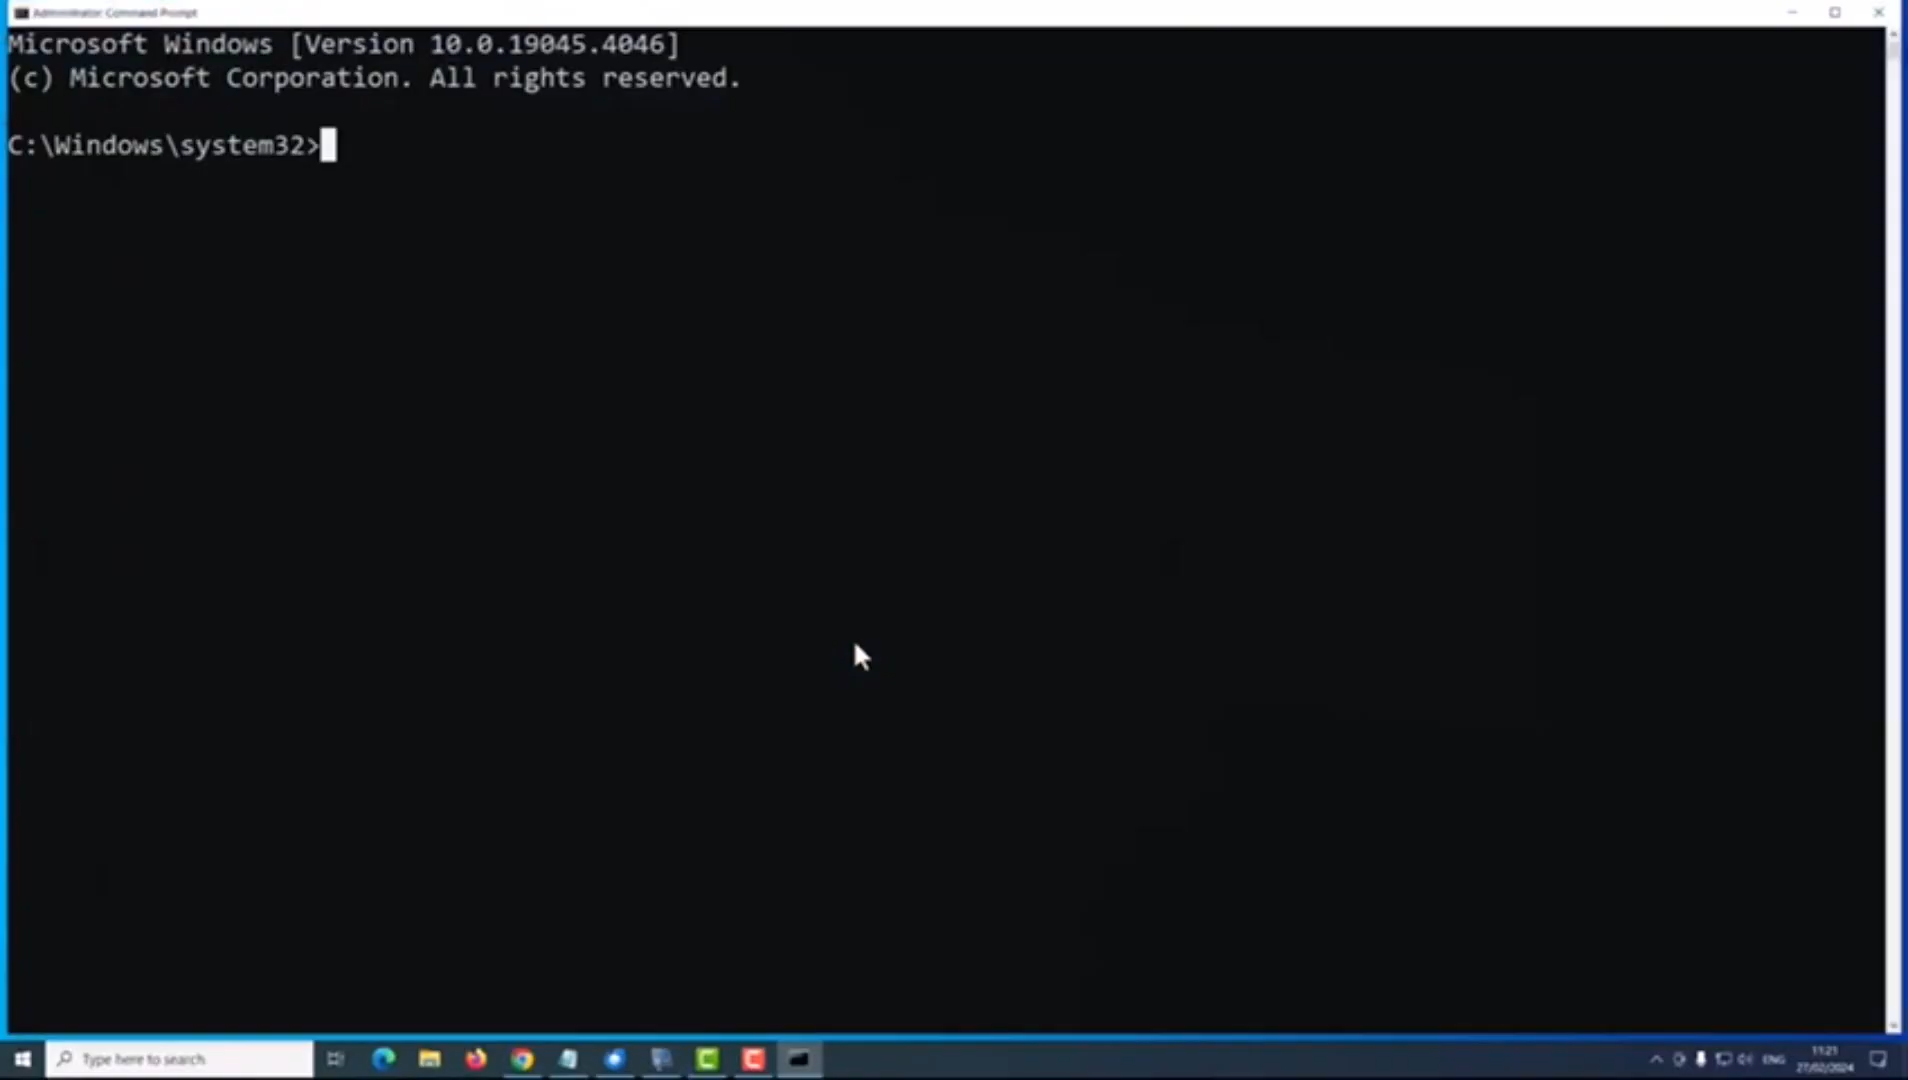 Administrator: Command Prompt
Microsoft Windows [Version 10.0.19045.4046]
(c) Microsoft Corporation. All rights reserved.
C:\Windows\system32>
Type here to search
ENG
11:21
27/02/2024